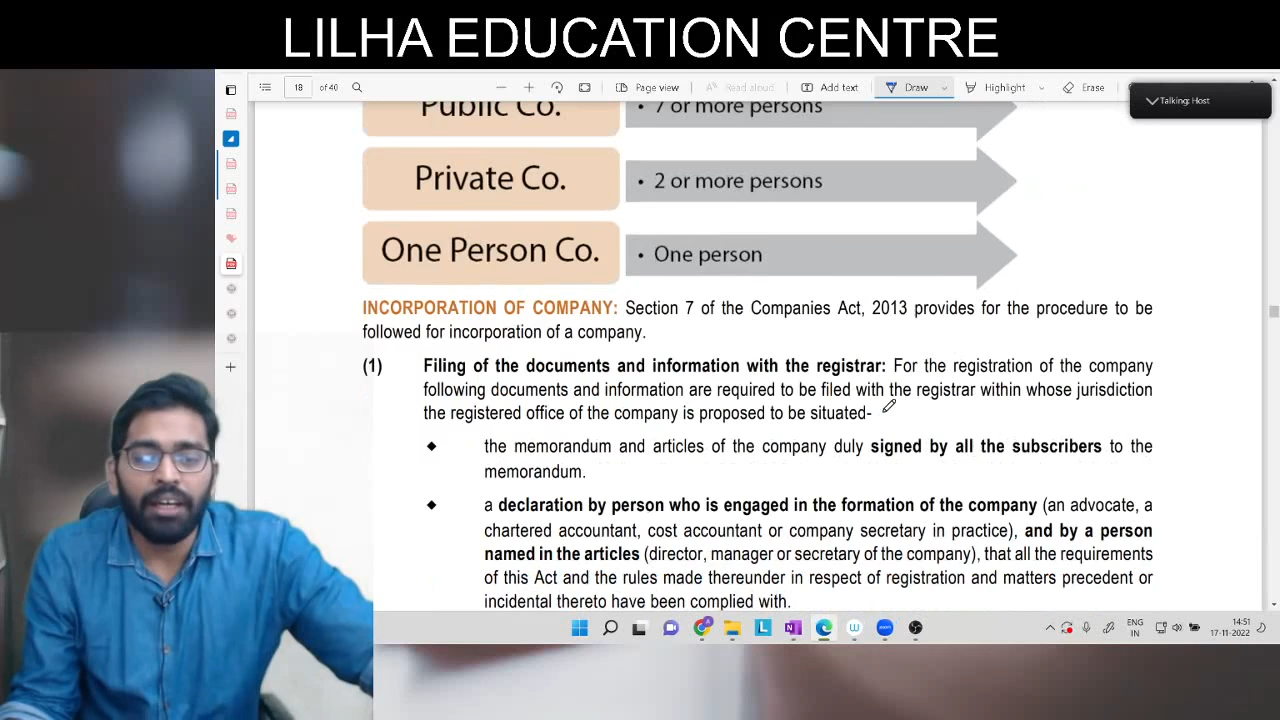 LILHA EDUCATION CENTRE
18 of 40
Page view
Read aloud
Add text
Draw
Highlight
Erase
Talking: Host
Public Co.
• 7 or more persons
Private Co.
• 2 or more persons
One Person Co.
• One person
INCORPORATION OF COMPANY: Section 7 of the Companies Act, 2013 provides for the procedure to be
followed for incorporation of a company.
(1) Filing of the documents and information with the registrar: For the registration of the company
following documents and information are required to be filed with the registrar within whose jurisdiction
the registered office of the company is proposed to be situated-
the memorandum and articles of the company duly signed by all the subscribers to the
memorandum.
a declaration by person who is engaged in the formation of the company (an advocate, a
chartered accountant, cost accountant or company secretary in practice), and by a person
named in the articles (director, manager or secretary of the company), that all the requirements
of this Act and the rules made thereunder in respect of registration and matters precedent or
incidental thereto have been complied with.
ENG
IN
14:51
17-11-2022